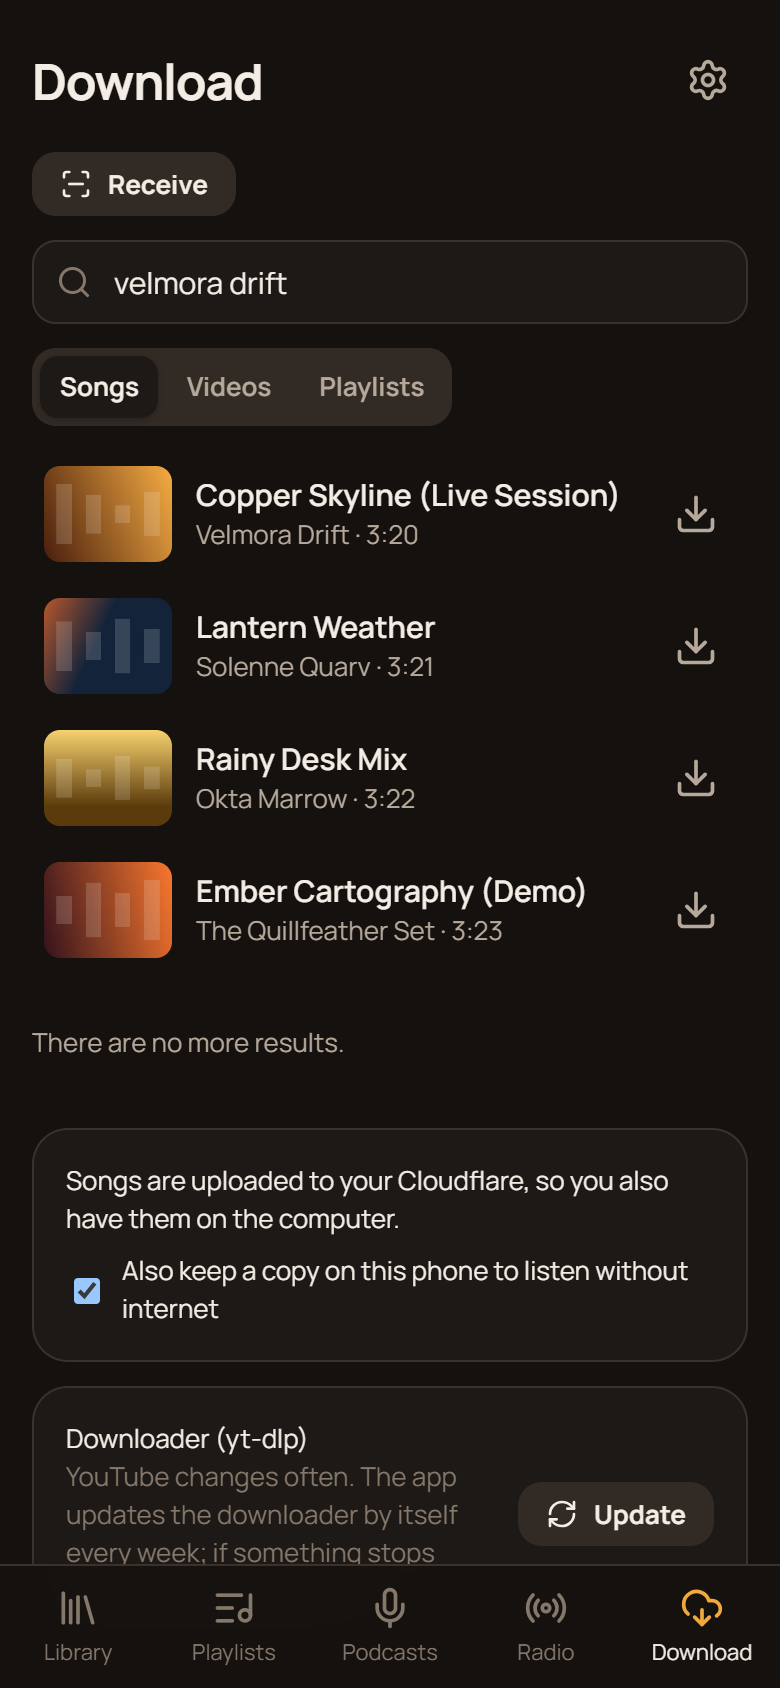 Download
Receive
velmora drift
Songs
Videos
Playlists
Copper Skyline (Live Session)
Velmora Drift · 3:20
Lantern Weather
Solenne Quarv · 3:21
Rainy Desk Mix
Okta Marrow · 3:22
Ember Cartography (Demo)
The Quillfeather Set · 3:23
There are no more results.
Songs are uploaded to your Cloudflare, so you also
have them on the computer.
Also keep a copy on this phone to listen without
internet
Downloader (yt-dlp)
YouTube changes often. The app
updates the downloader by itself
every week; if something stops
Update
Library
Playlists
Podcasts
Radio
Download